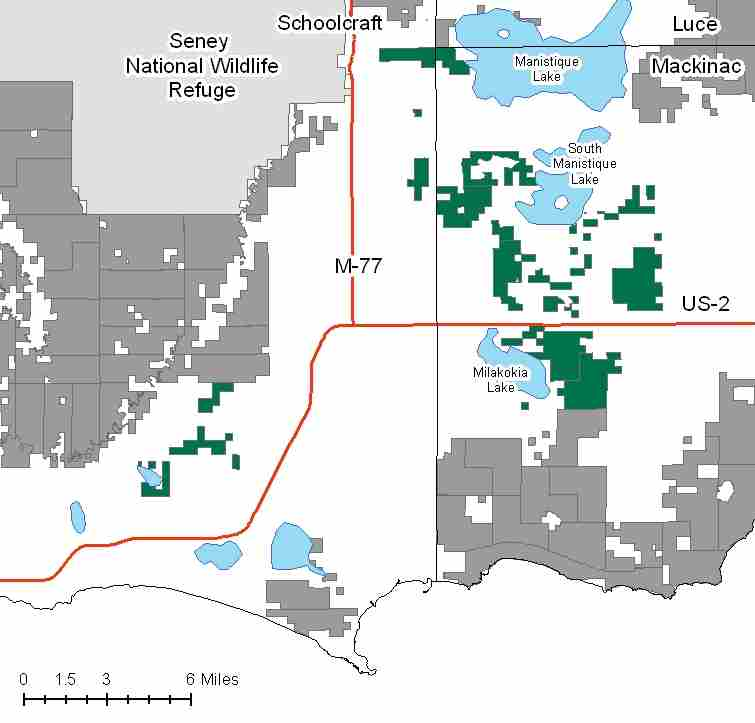 Schoolcraft
Luce
Seney
National Wildlife
Refuge
Manistique
Lake
Mackinac
South
Manistique
Lake
M-77
US-2
Milakokia
Lake
0 1.5 3 6 Miles